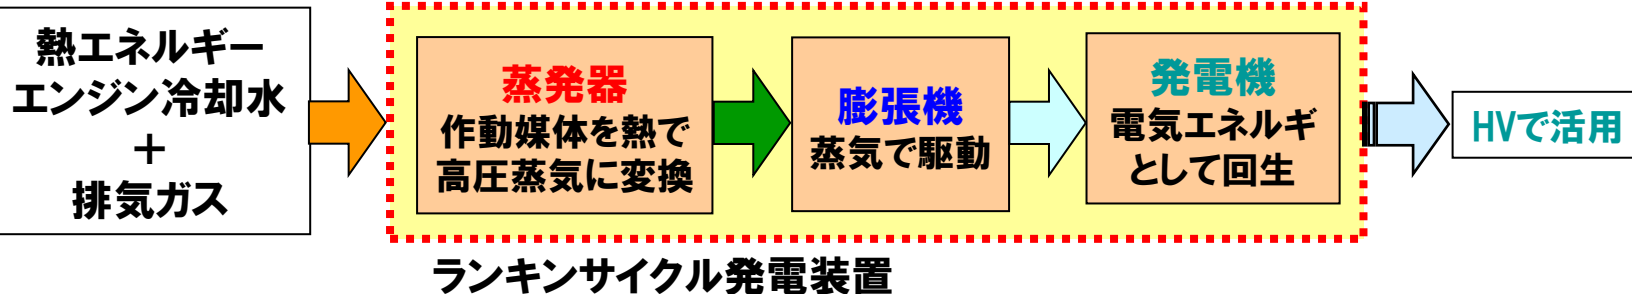 熱エネルギー
エンジン冷却水
＋
排気ガス
蒸発器
作動媒体を熱で
高圧蒸気に変換
膨張機
蒸気で駆動
発電機
電気エネルギ
として回生
HVで活用
ランキンサイクル発電装置